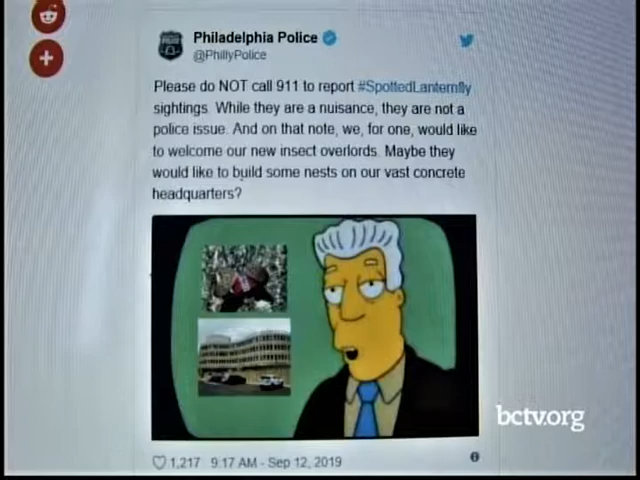 Philadelphia Police
@PhillyPolice
Please do NOT call 911 to report #SpottedLanternfly
sightings. While they are a nuisance, they are not a
police issue. And on that note, we, for one, would like
to welcome our new insect overlords. Maybe they
would like to build some nests on our vast concrete
headquarters?
bctv.org
1,217 9:17 AM - Sep 12, 2019